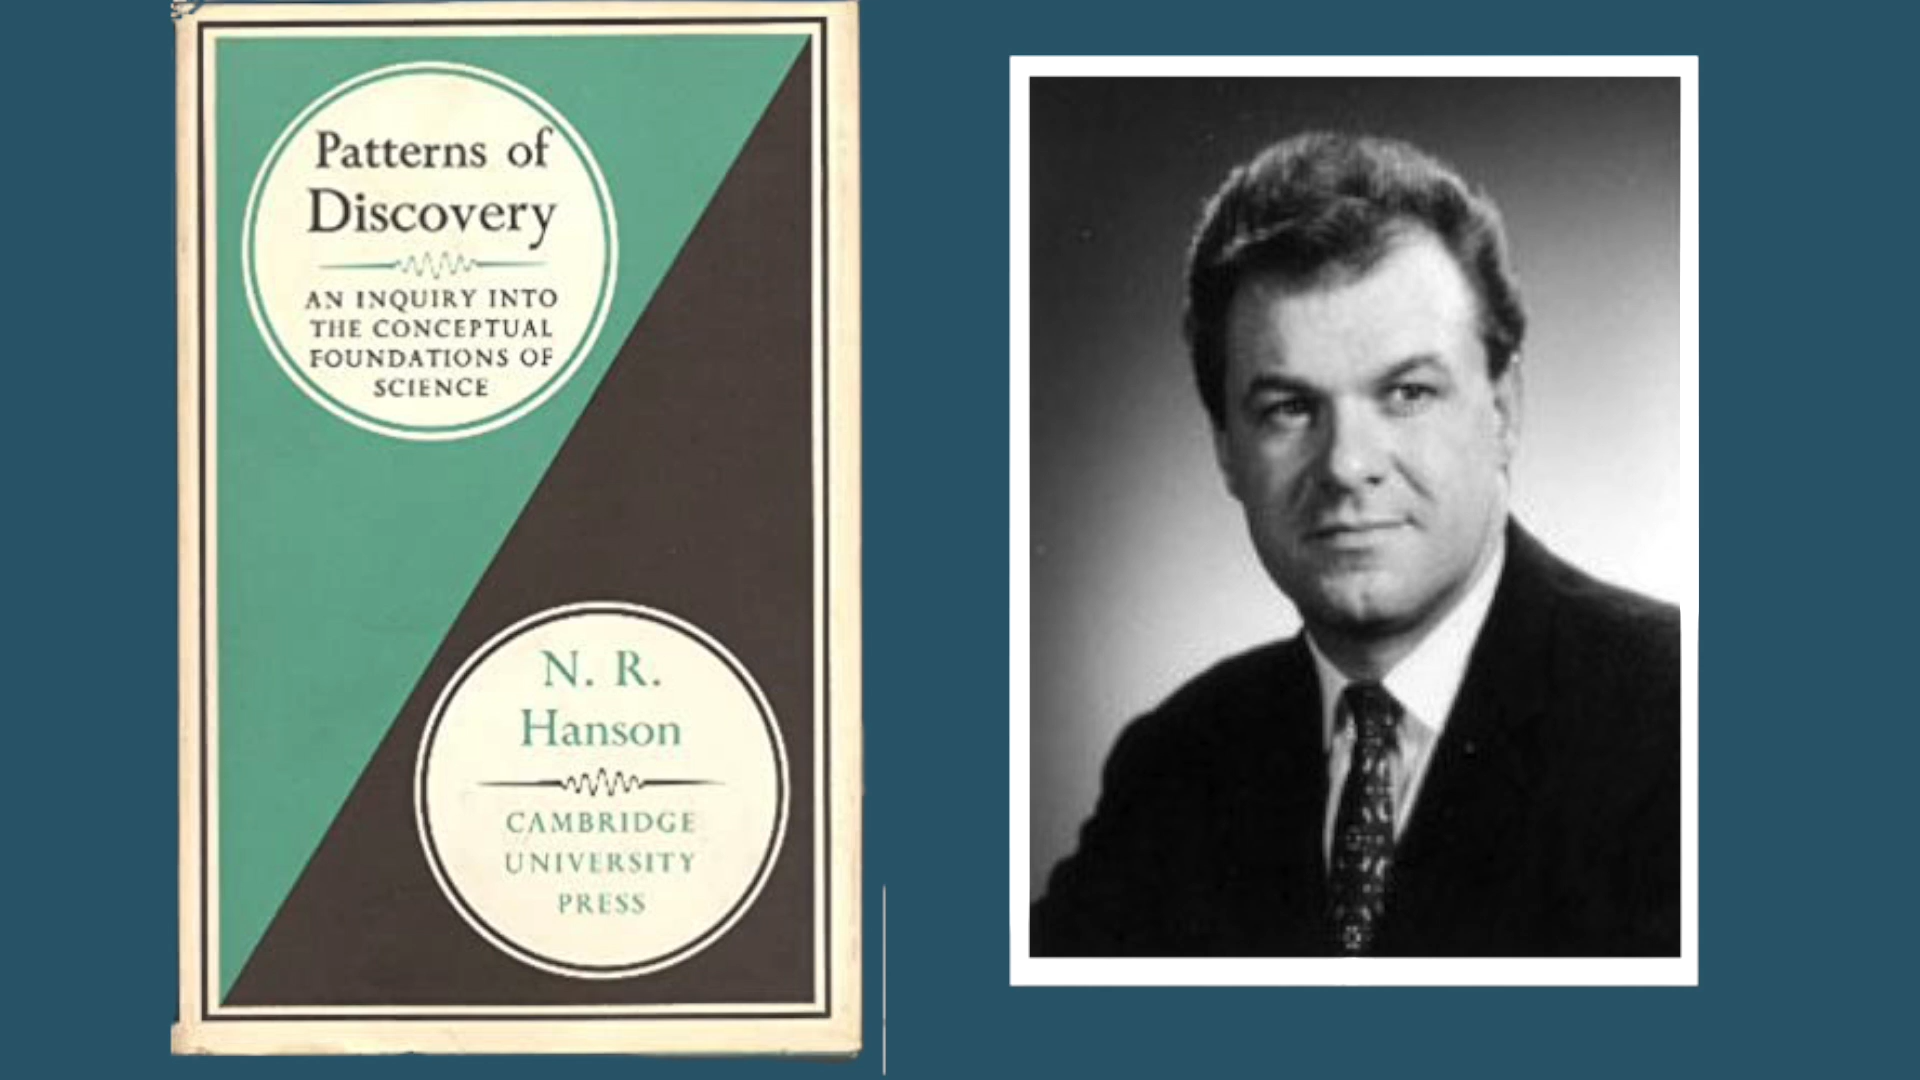 Patterns of
Discovery
AN INQUIRY INTO
THE CONCEPTUAL
FOUNDATIONS OF
SCIENCE
N. R.
Hanson
CAMBRIDGE
UNIVERSITY
PRESS